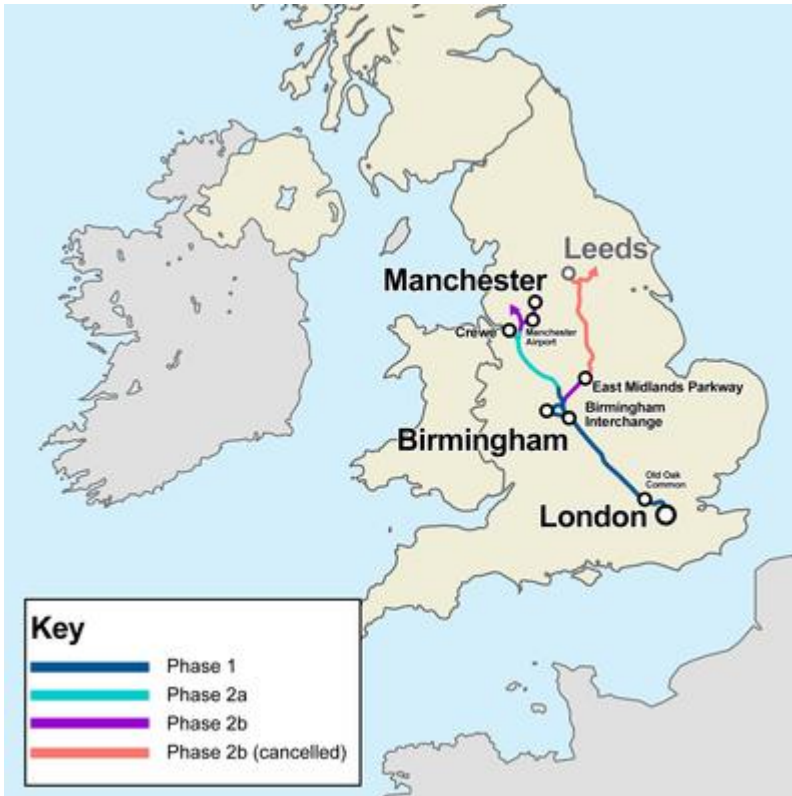 Leeds
Manchester
Crewe
Manchester
Airport
East Midlands Parkway
Birmingham
Interchange
Birmingham
Old Oak
Common
London
Key
Phase 1
Phase 2a
Phase 2b
Phase 2b (cancelled)